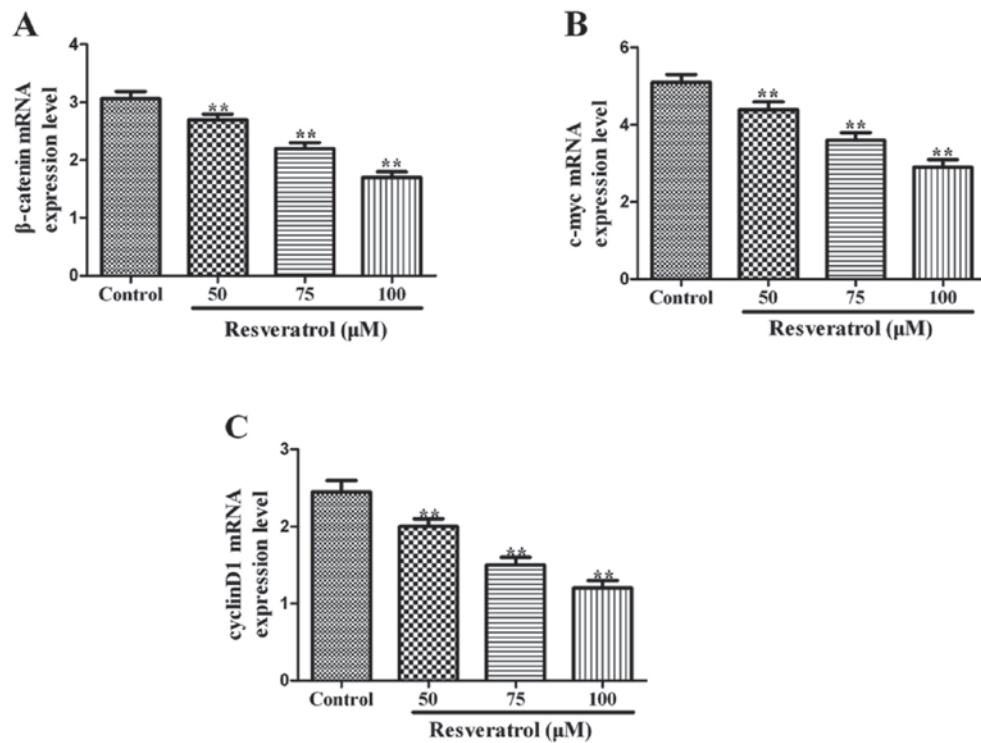 A
β-catenin mRNA
expression level
4
3
2
1
0
**
**
**
Control
50
75
100
Resveratrol (μM)
B
c-myc mRNA
expression level
6
4
2
0
**
**
**
Control
50
75
100
Resveratrol (μM)
C
cyclinD1 mRNA
expression level
3
2
1
0
**
**
**
Control
50
75
100
Resveratrol (μM)